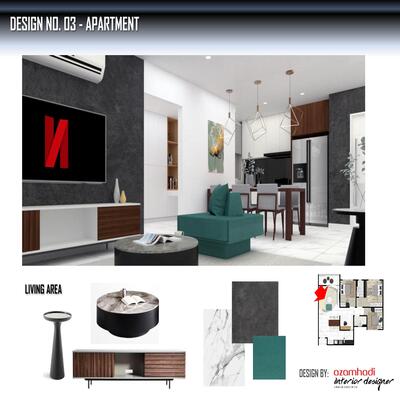 DESIGN NO. 03 - APARTMENT
N
LIVING AREA
DESIGN BY:
azamhadi
interior designer